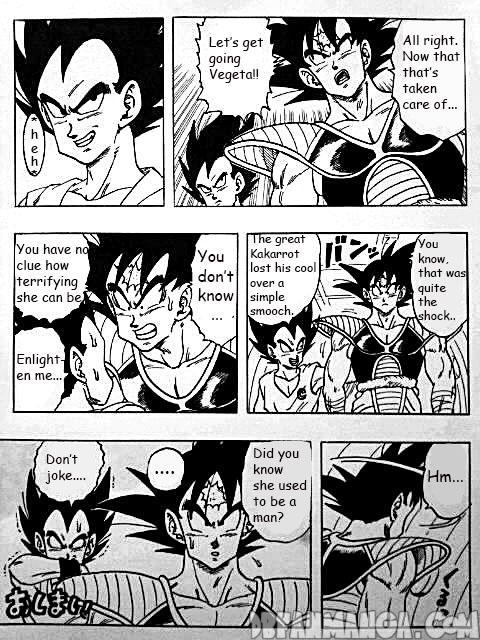 All right.
Now that
that's
taken
care of...
Let's get
going
Vegeta!!
*heh*
You
know,
that was
quite
the
shock..
バンッ
The great
Kakarrot
lost his cool
over a
simple
smooch.
You
don't
know
...
You have no
clue how
terrifying
she can be
Enlight-
en me...
Hm...
Did you
know
she used
to be a
man?
....
Don't
joke....
おしまい
DBFANMANGA.COM